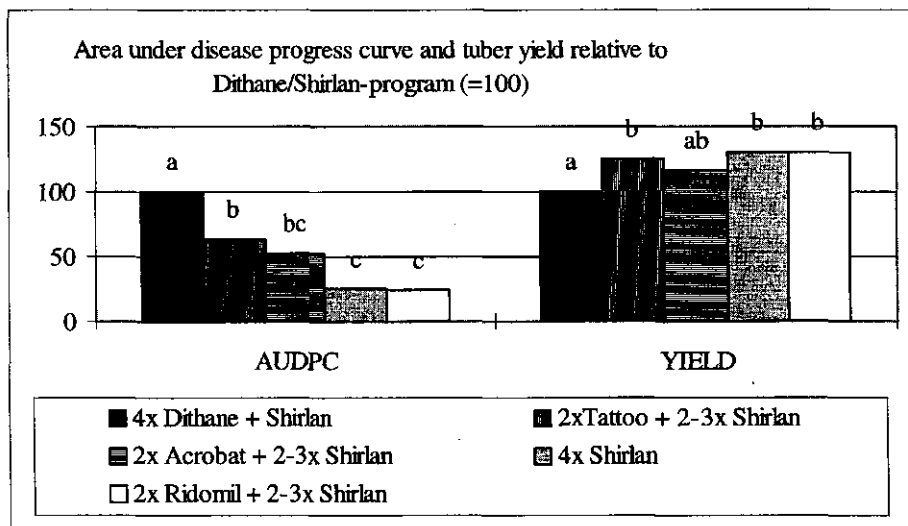 Area under disease progress curve and tuber yield relative to
Dithane/Shirlan-program (=100)
150
100
50
0
a
b
bc
c
c
a
b
ab
b
b
AUDPC
YIELD
4x Dithane + Shirlan
2xTattoo + 2-3x Shirlan
2x Acrobat + 2-3x Shirlan
4x Shirlan
2x Ridomil + 2-3x Shirlan